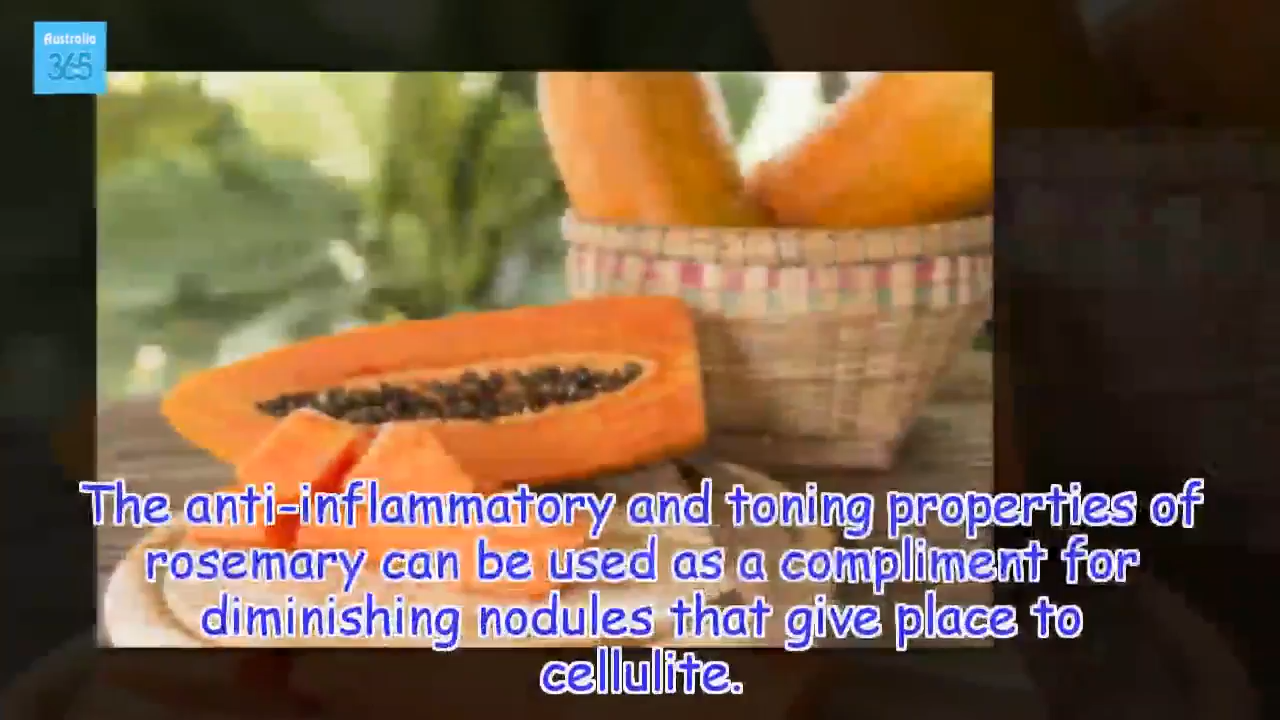 Australia
365
The anti-inflammatory and toning properties of
rosemary can be used as a compliment for
diminishing nodules that give place to
cellulite.